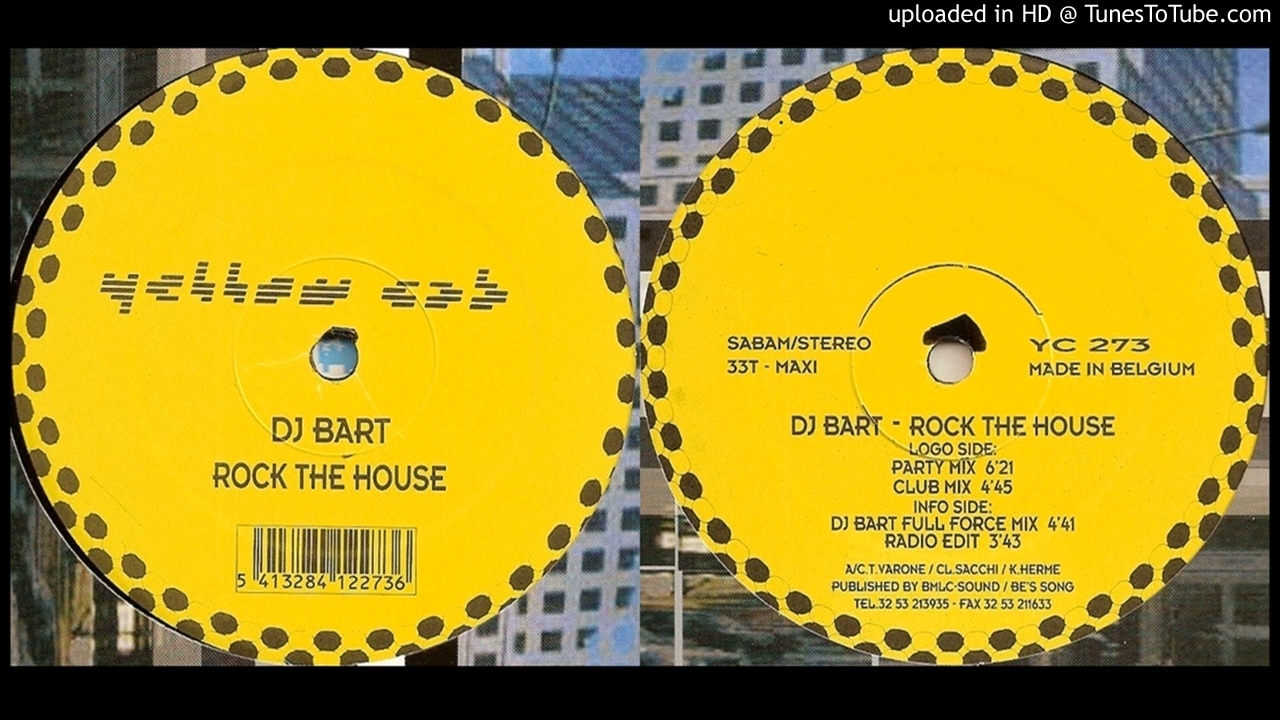 uploaded in HD @ TunesToTube.com
yellow cab
DJ BART
ROCK THE HOUSE
5 413284 122736
SABAM/STEREO
33T - MAXI
YC 273
MADE IN BELGIUM
DJ BART - ROCK THE HOUSE
LOGO SIDE:
PARTY MIX 6'21
CLUB MIX 4'45
INFO SIDE:
DJ BART FULL FORCE MIX 4'41
RADIO EDIT 3'43
A/C.T.VARONE / CL.SACCHI / K.HERME
PUBLISHED BY BMLC-SOUND / BE'S SONG
TEL.32 53 213935 - FAX 32 53 211633